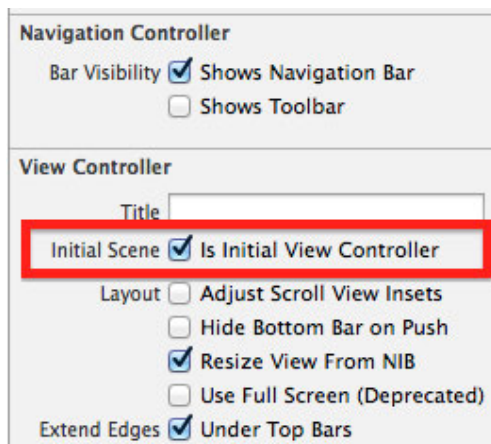 Navigation Controller
Bar Visibility Shows Navigation Bar
Shows Toolbar
View Controller
Title
Initial Scene Is Initial View Controller
Layout Adjust Scroll View Insets
Hide Bottom Bar on Push
Resize View From NIB
Use Full Screen (Deprecated)
Extend Edges Under Top Bars